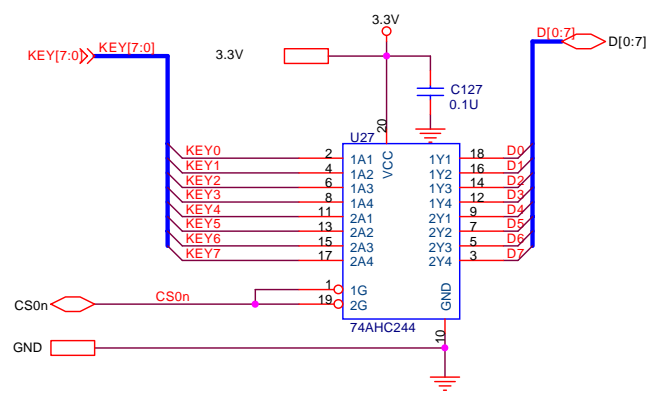 3.3V
KEY[7:0]
KEY[7:0]
3.3V
D[0:7]
D[0:7]
C127
0.1U
20
U27
VCC
KEY0 2 1A1 1Y1 18 D0
KEY1 4 1A2 1Y2 16 D1
KEY2 6 1A3 1Y3 14 D2
KEY3 8 1A4 1Y4 12 D3
KEY4 11 2A1 2Y1 9 D4
KEY5 13 2A2 2Y2 7 D5
KEY6 15 2A3 2Y3 5 D6
KEY7 17 2A4 2Y4 3 D7
1 1G
CS0n
CS0n
19 2G
GND
74AHC244
10
GND